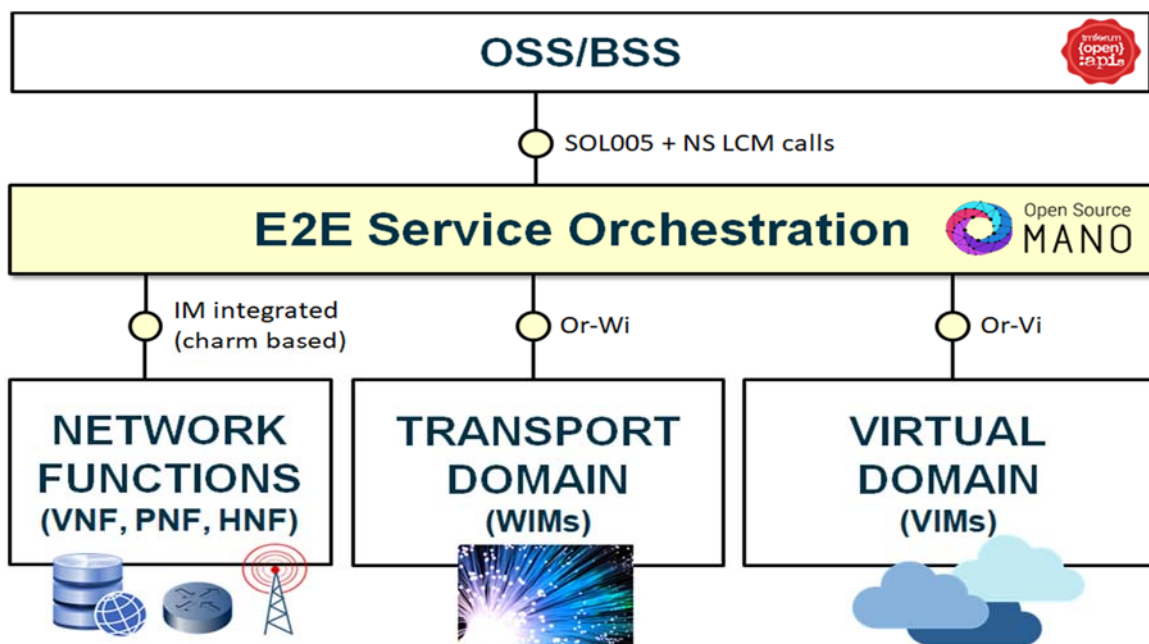 OSS/BSS
tmforum
{open}
:apis
SOL005 + NS LCM calls
E2E Service Orchestration
Open Source
MANO
IM integrated
(charm based)
Or-Wi
Or-Vi
NETWORK
FUNCTIONS
(VNF, PNF, HNF)
TRANSPORT
DOMAIN
(WIMs)
VIRTUAL
DOMAIN
(VIMs)